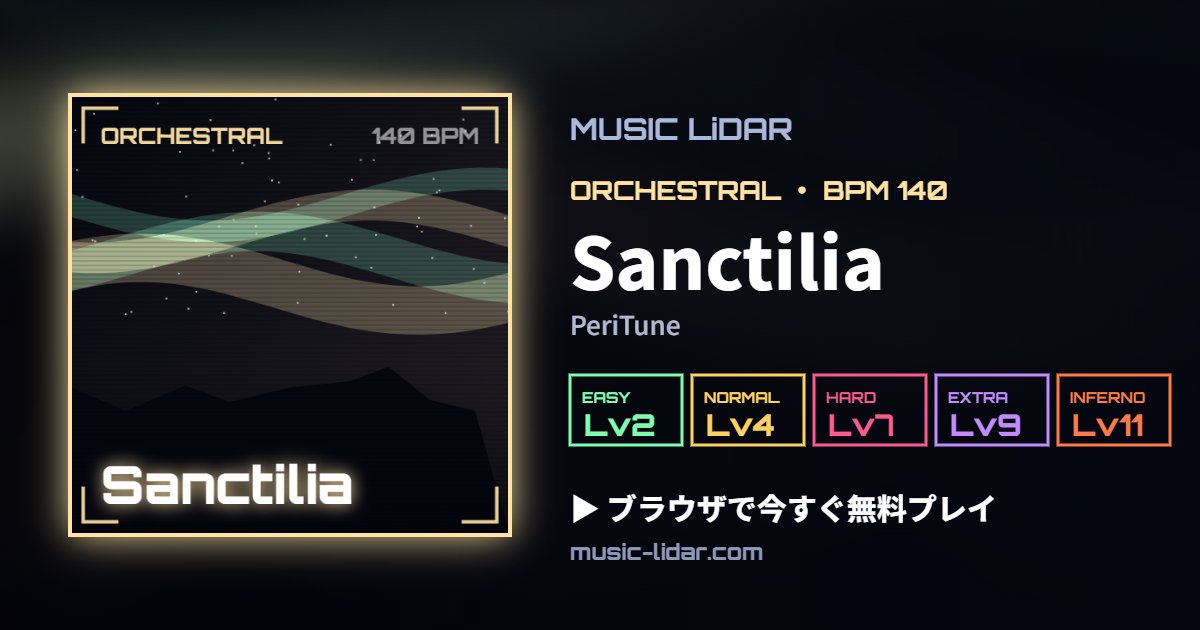 ORCHESTRAL 140 BPM
Sanctilia
MUSIC LiDAR
ORCHESTRAL • BPM 140
Sanctilia
PeriTune
EASY NORMAL HARD EXTRA INFERNO
Lv2 Lv4 Lv7 Lv9 Lv11
▶ ブラウザで今すぐ無料プレイ
music-lidar.com